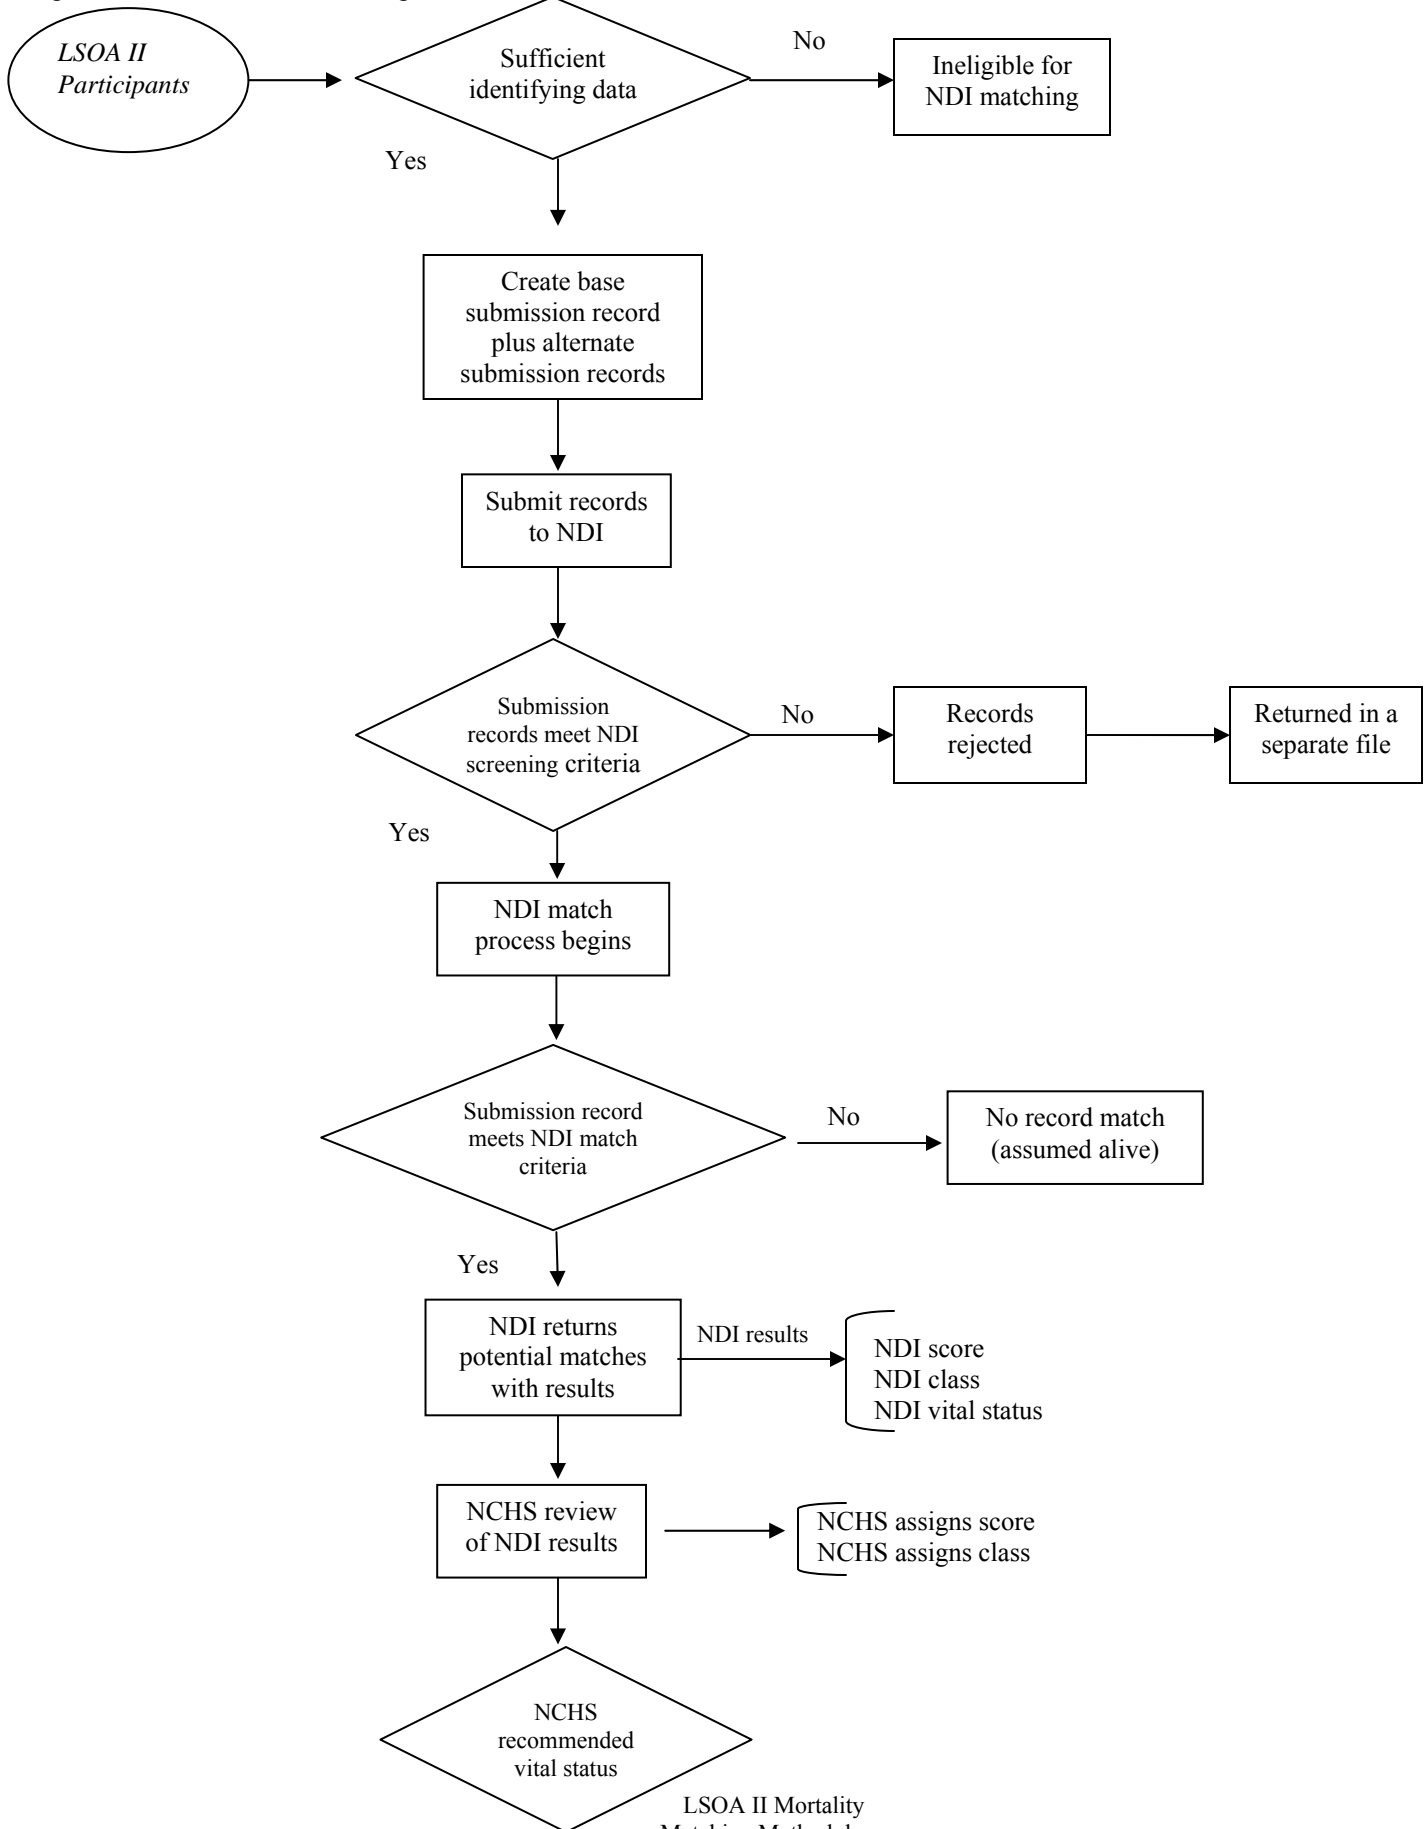 LSOA II
Participants
Sufficient
identifying data
No
Ineligible for
NDI matching
Yes
Create base
submission record
plus alternate
submission records
Submit records
to NDI
Submission
records meet NDI
screening criteria
No
Records
rejected
Returned in a
separate file
Yes
NDI match
process begins
Submission record
meets NDI match
criteria
No
No record match
(assumed alive)
Yes
NDI returns
potential matches
with results
NDI results
NDI score
NDI class
NDI vital status
NCHS review
of NDI results
NCHS assigns score
NCHS assigns class
NCHS
recommended
vital status
LSOA II Mortality